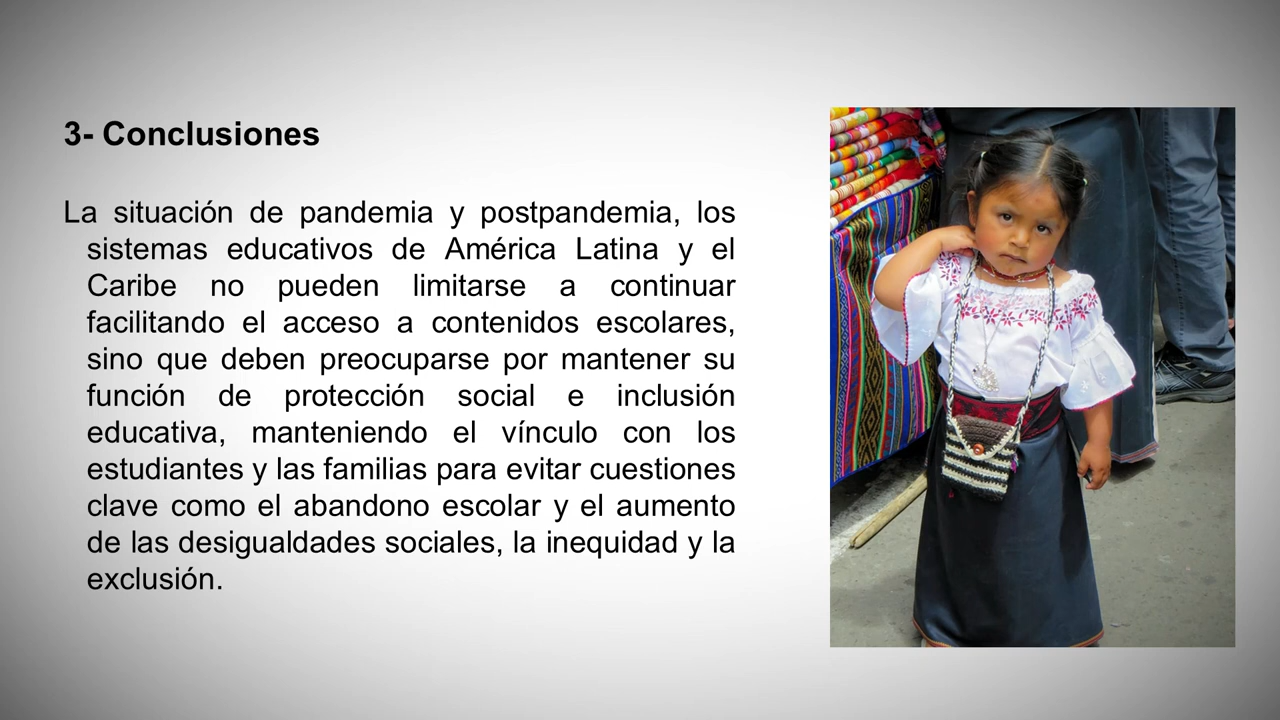 3- Conclusiones
La situación de pandemia y postpandemia, los
sistemas educativos de América Latina y el
Caribe no pueden limitarse a continuar
facilitando el acceso a contenidos escolares,
sino que deben preocuparse por mantener su
función de protección social e inclusión
educativa, manteniendo el vínculo con los
estudiantes y las familias para evitar cuestiones
clave como el abandono escolar y el aumento
de las desigualdades sociales, la inequidad y la
exclusión.